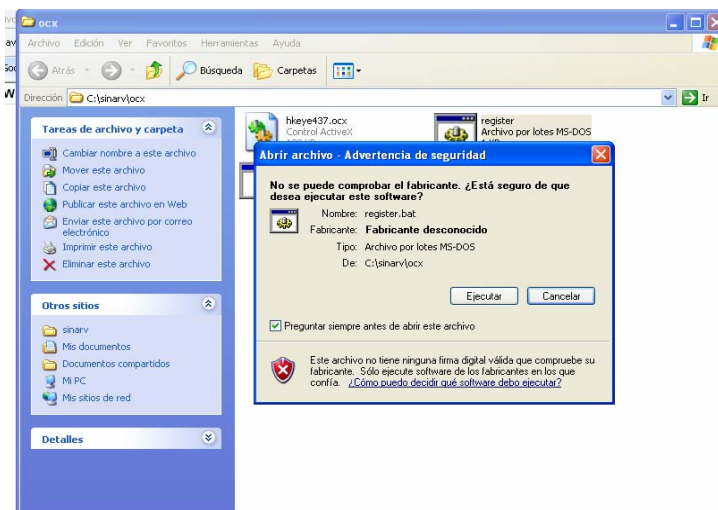 ocx
Archivo Edición Ver Favoritos Herramientas Ayuda
Atrás Búsqueda Carpetas
Dirección C:\sinarv\ocx Ir
Tareas de archivo y carpeta
Cambiar nombre a este archivo
Mover este archivo
Copiar este archivo
Publicar este archivo en Web
Enviar este archivo por correo
electrónico
Imprimir este archivo
Eliminar este archivo
Otros sitios
sinarv
Mis documentos
Documentos compartidos
Mi PC
Mis sitios de red
Detalles
hkeye437.ocx
Control ActiveX
register
Archivo por lotes MS-DOS
Abrir archivo - Advertencia de seguridad
No se puede comprobar el fabricante. ¿Está seguro de que
desea ejecutar este software?
Nombre: register.bat
Fabricante: Fabricante desconocido
Tipo: Archivo por lotes MS-DOS
De: C:\sinarv\ocx
Ejecutar Cancelar
Preguntar siempre antes de abrir este archivo
Este archivo no tiene ninguna firma digital válida que compruebe su
fabricante. Sólo ejecute software de los fabricantes en los que
confía. ¿Cómo puedo decidir qué software debo ejecutar?